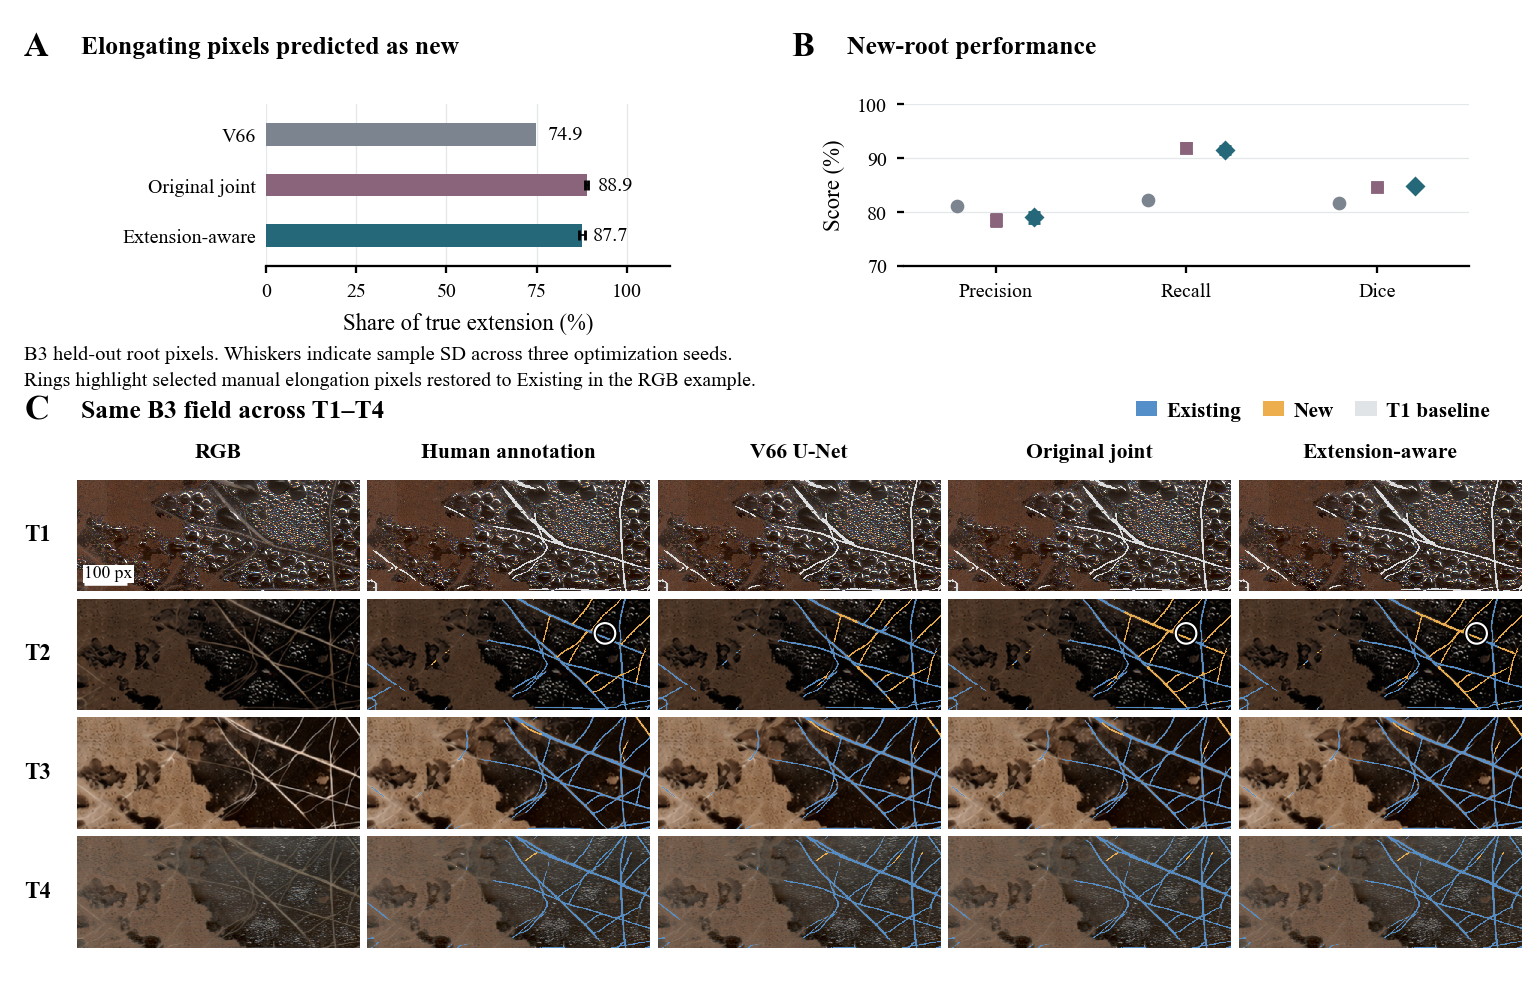 A Elongating pixels predicted as new
V66 74.9
Original joint 88.9
Extension-aware 87.7
0 25 50 75 100
Share of true extension (%)
B New-root performance
100
90
80
70
Score (%)
Precision Recall Dice
B3 held-out root pixels. Whiskers indicate sample SD across three optimization seeds.
Rings highlight selected manual elongation pixels restored to Existing in the RGB example.
C Same B3 field across T1–T4
Existing New T1 baseline
RGB Human annotation V66 U-Net Original joint Extension-aware
T1
100 px
T2
T3
T4